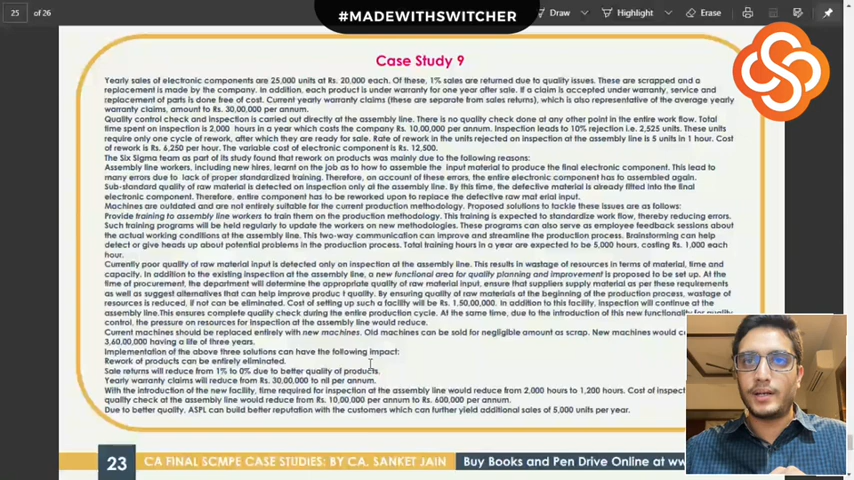 25
of 26
#MADEWITHSWITCHER
Draw
Highlight
Erase
Case Study 9
Yearly sales of electronic components are 25,000 units at Rs. 20,000 each. Of these, 1% sales are returned due to quality issues. These are scrapped and a
replacement is made by the company. In addition, each product is under warranty for one year after sale. If a claim is accepted under warranty, service and
replacement of parts is done free of cost. Current yearly warranty claims (these are separate from sales returns), which is also representative of the average yearly
warranty claims, amount to Rs. 30,00,000 per annum.
Quality control check and inspection is carried out directly at the assembly line. There is no quality check done at any other point in the entire work flow. Total
time spent on inspection is 2,000 hours in a year which costs the company Rs. 10,00,000 per annum. Inspection leads to 10% rejection i.e. 2,525 units. These units
require only one cycle of rework, after which they are ready for sale. Rate of rework in the units rejected on inspection at the assembly line is 5 units in 1 hour. Cost
of rework is Rs. 6,250 per hour. The variable cost of electronic component is Rs. 12,500.
The Six Sigma team as part of its study found that rework on products was mainly due to the following reasons:
Assembly line workers, including new hires, learnt on the job as to how to assemble the input material to produce the final electronic component. This lead to
many errors due to lack of proper standardized training. Therefore, on account of these errors, the entire electronic component has to assembled again.
Sub-standard quality of raw material is detected on inspection only at the assembly line. By this time, the defective material is already fitted into the final
electronic component. Therefore, entire component has to be reworked upon to replace the defective raw mat erial input.
Machines are outdated and are not entirely suitable for the current production methodology. Proposed solutions to tackle these issues are as follows:
Provide training to assembly line workers to train them on the production methodology. This training is expected to standardize work flow, thereby reducing errors.
Such training programs will be held regularly to update the workers on new methodologies. These programs can also serve as employee feedback sessions about
the actual working conditions at the assembly line. This two-way communication can improve and streamline the production process. Brainstorming can help
detect or give heads up about potential problems in the production process. Total training hours in a year are expected to be 5,000 hours, costing Rs. 1,000 each
hour.
Currently poor quality of raw material input is detected only on inspection at the assembly line. This results in wastage of resources in terms of material, time and
capacity. In addition to the existing inspection at the assembly line, a new functional area for quality planning and improvement is proposed to be set up. At the
time of procurement, the department will determine the appropriate quality of raw material input, ensure that suppliers supply material as per these requirements
as well as suggest alternatives that can help improve produc t quality. By ensuring quality of raw materials at the beginning of the production process, wastage of
resources is reduced, if not can be eliminated. Cost of setting up such a facility will be Rs. 1,50,00,000. In addition to this facility, inspection will continue at the
assembly line.This ensures complete quality check during the entire production cycle. At the same time, due to the introduction of this new functionality for quality
control, the pressure on resources for inspection at the assembly line would reduce.
Current machines should be replaced entirely with new machines. Old machines can be sold for negligible amount as scrap. New machines would
3,60,00,000 having a life of three years.
Implementation of the above three solutions can have the following impact:
Rework of products can be entirely eliminated.
Sale returns will reduce from 1% to 0% due to better quality of products.
Yearly warranty claims will reduce from Rs. 30,00,000 to nil per annum.
With the introduction of the new facility, time required for inspection at the assembly line would reduce from 2,000 hours to 1,200 hours. Cost of
quality check at the assembly line would reduce from Rs. 10,00,000 per annum to Rs. 600,000 per annum.
Due to better quality. ASPL can build better reputation with the customers which can further yield additional sales of 5,000 units per year.
23
CA FINAL SCMPE CASE STUDIES: BY CA. SANKET JAIN
Buy Books and Pen Drive Online at